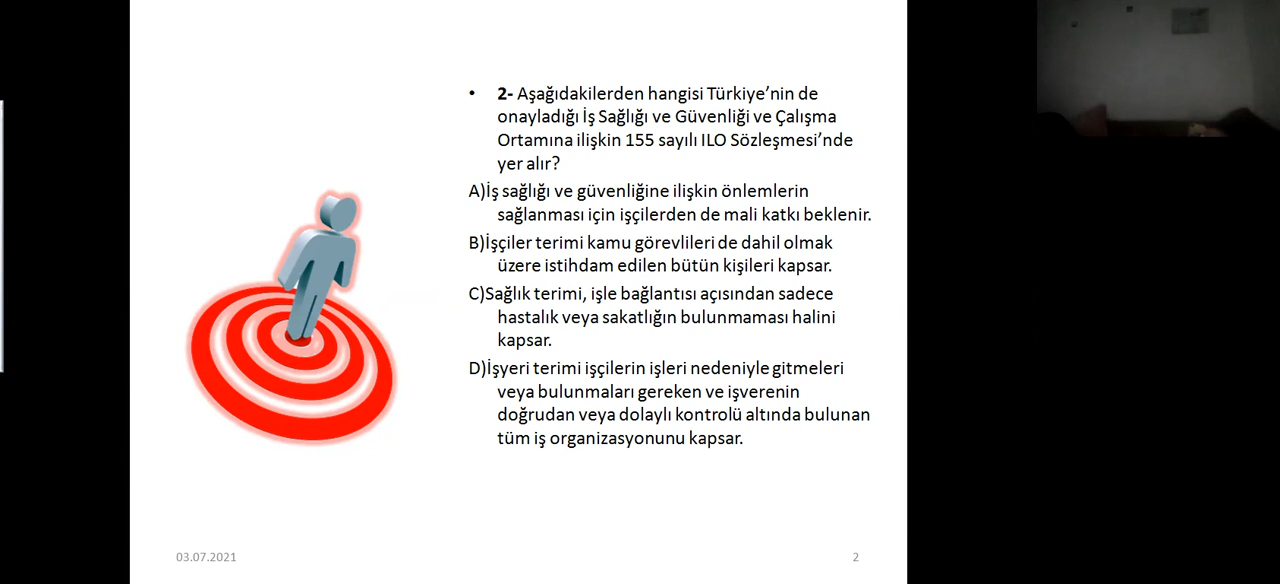 • 2- Aşağıdakilerden hangisi Türkiye’nin de
onayladığı İş Sağlığı ve Güvenliği ve Çalışma
Ortamına ilişkin 155 sayılı ILO Sözleşmesi’nde
yer alır?
A)İş sağlığı ve güvenliğine ilişkin önlemlerin
sağlanması için işçilerden de mali katkı beklenir.
B)İşçiler terimi kamu görevlileri de dahil olmak
üzere istihdam edilen bütün kişileri kapsar.
C)Sağlık terimi, işle bağlantısı açısından sadece
hastalık veya sakatlığın bulunmaması halini
kapsar.
D)İşyeri terimi işçilerin işleri nedeniyle gitmeleri
veya bulunmaları gereken ve işverenin
doğrudan veya dolaylı kontrolü altında bulunan
tüm iş organizasyonunu kapsar.
03.07.2021
2